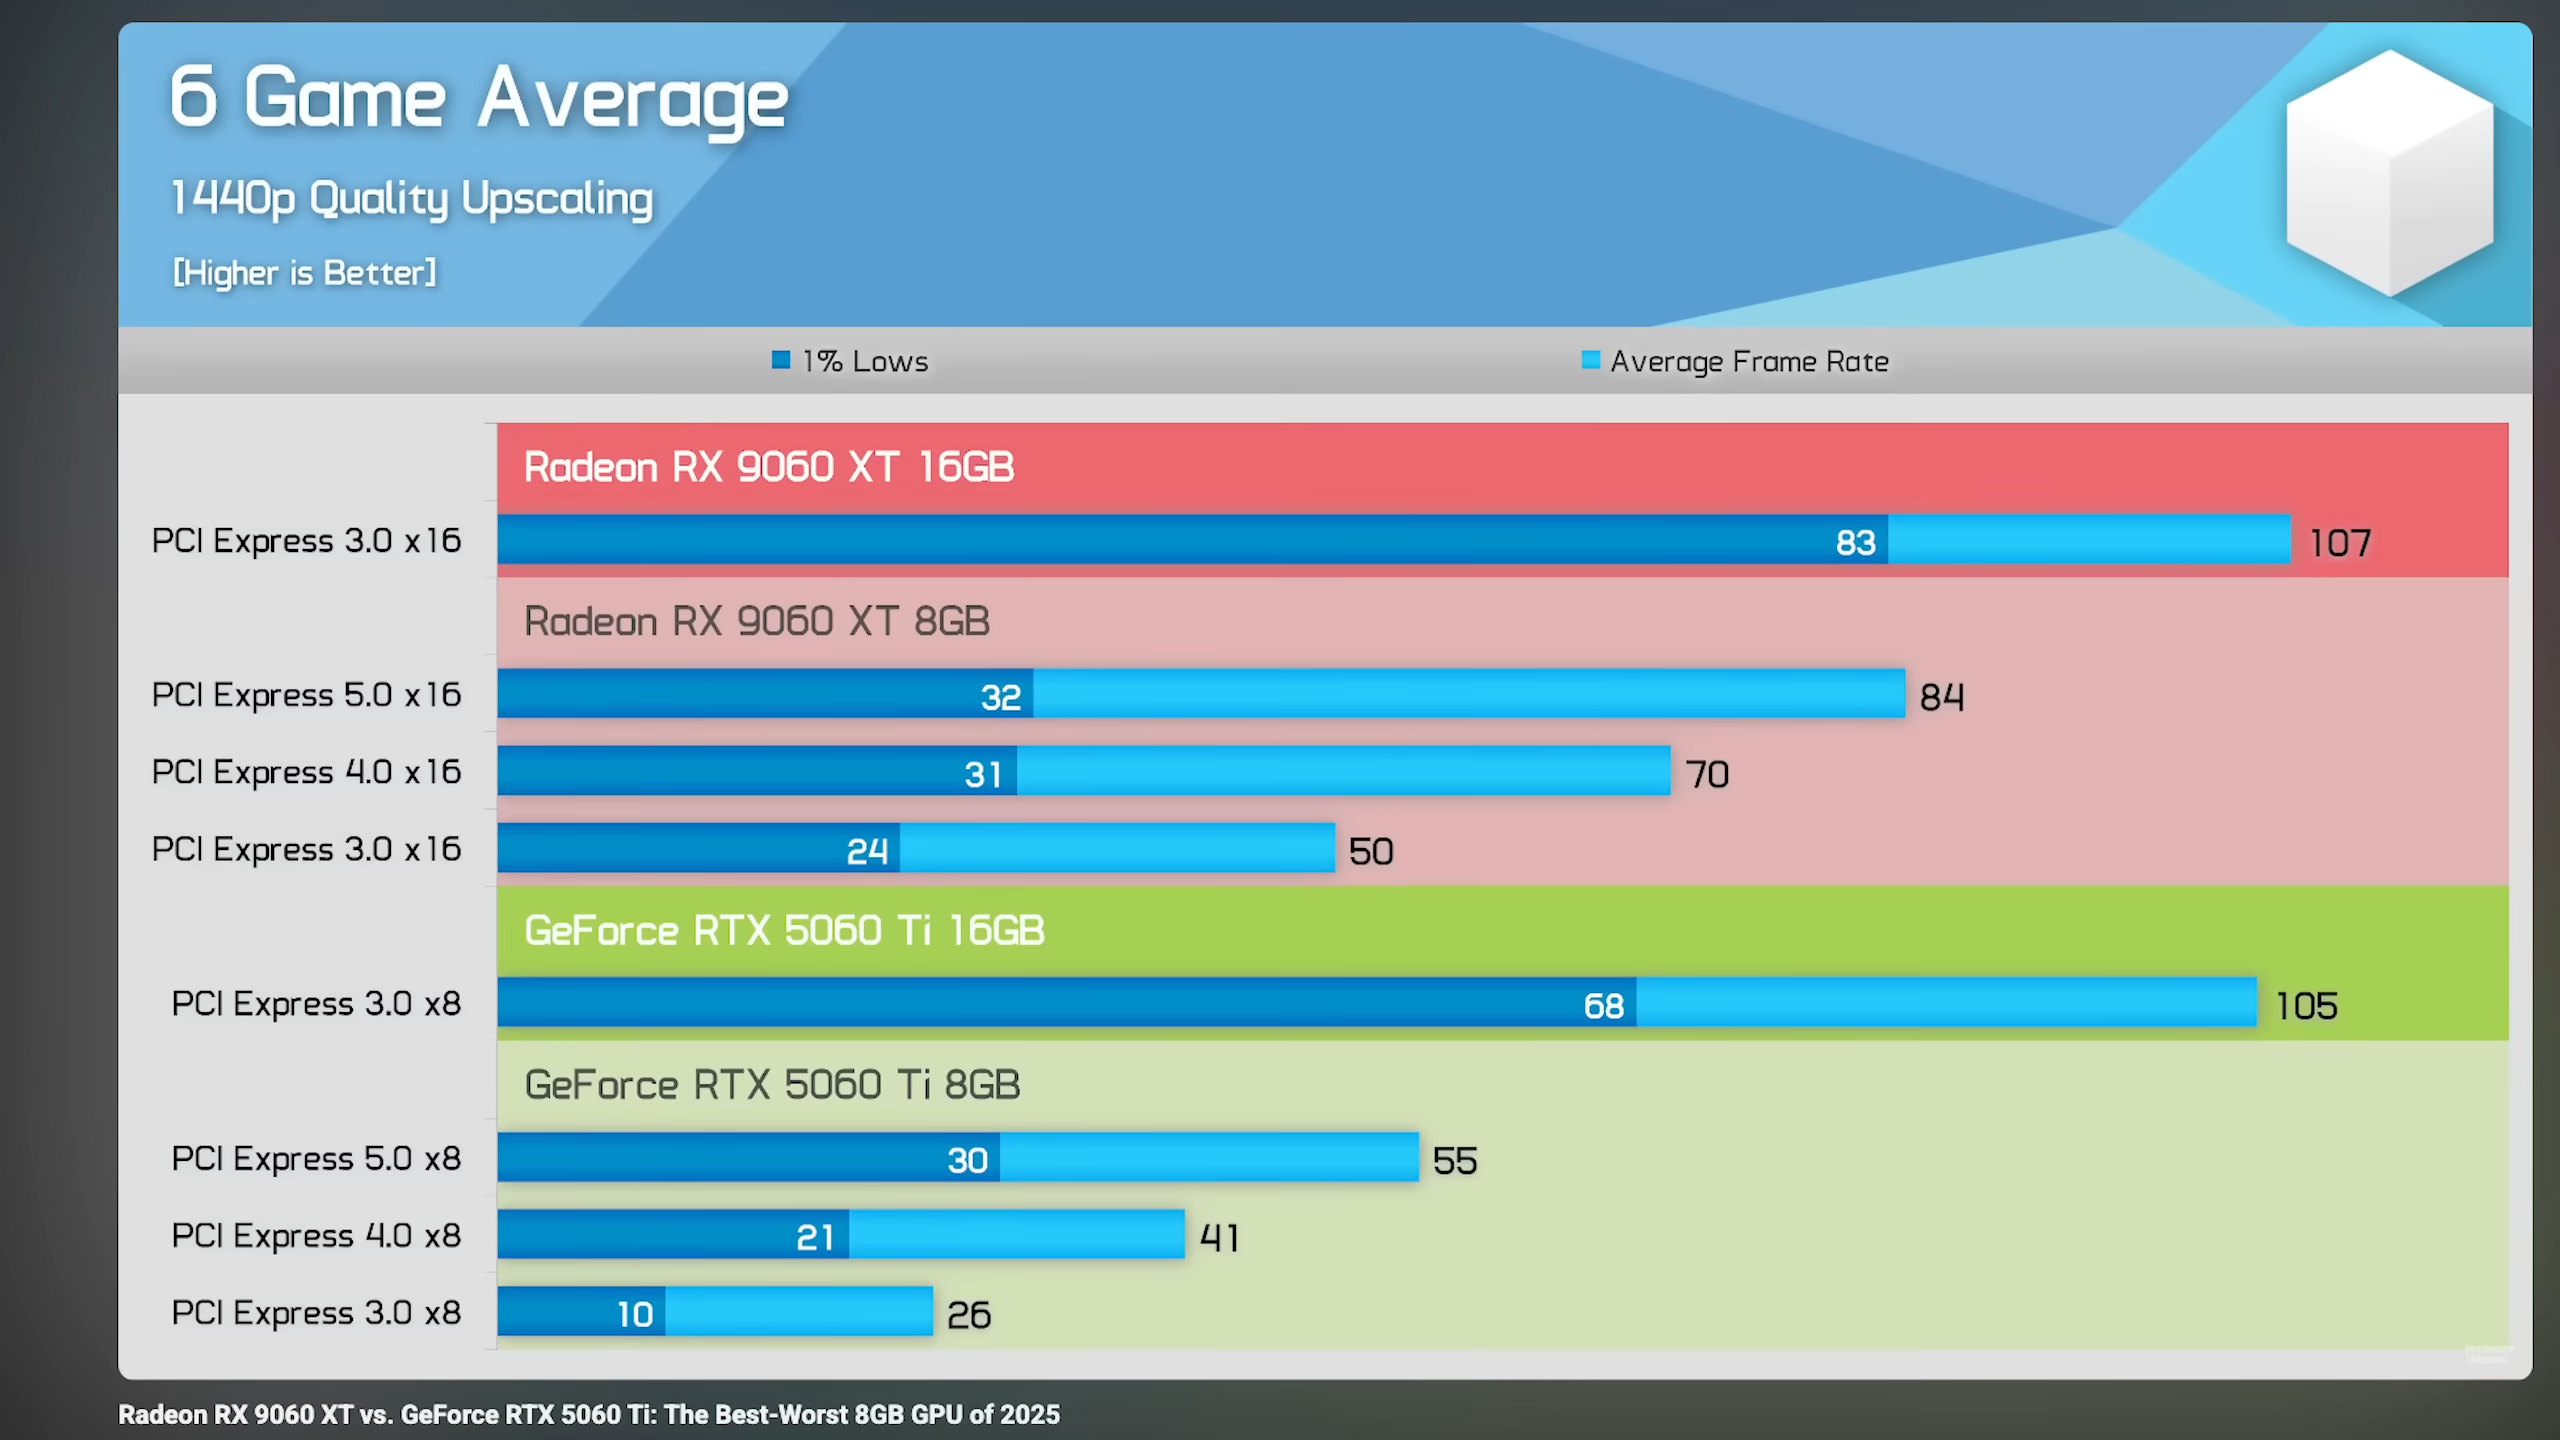 6 Game Average
1440p Quality Upscaling
[Higher is Better]
1% Lows
Average Frame Rate
Radeon RX 9060 XT 16GB
PCI Express 3.0 x16 83 107
Radeon RX 9060 XT 8GB
PCI Express 5.0 x16 32 84
PCI Express 4.0 x16 31 70
PCI Express 3.0 x16 24 50
GeForce RTX 5060 Ti 16GB
PCI Express 3.0 x8 68 105
GeForce RTX 5060 Ti 8GB
PCI Express 5.0 x8 30 55
PCI Express 4.0 x8 21 41
PCI Express 3.0 x8 10 26
Radeon RX 9060 XT vs. GeForce RTX 5060 Ti: The Best-Worst 8GB GPU of 2025